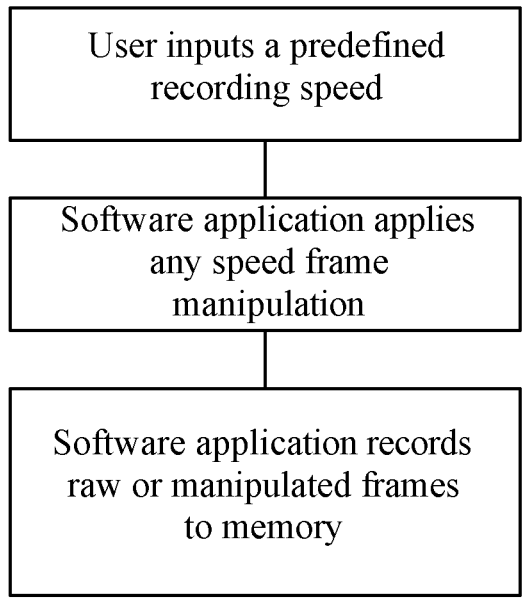 User inputs a predefined
recording speed
Software application applies
any speed frame
manipulation
Software application records
raw or manipulated frames
to memory